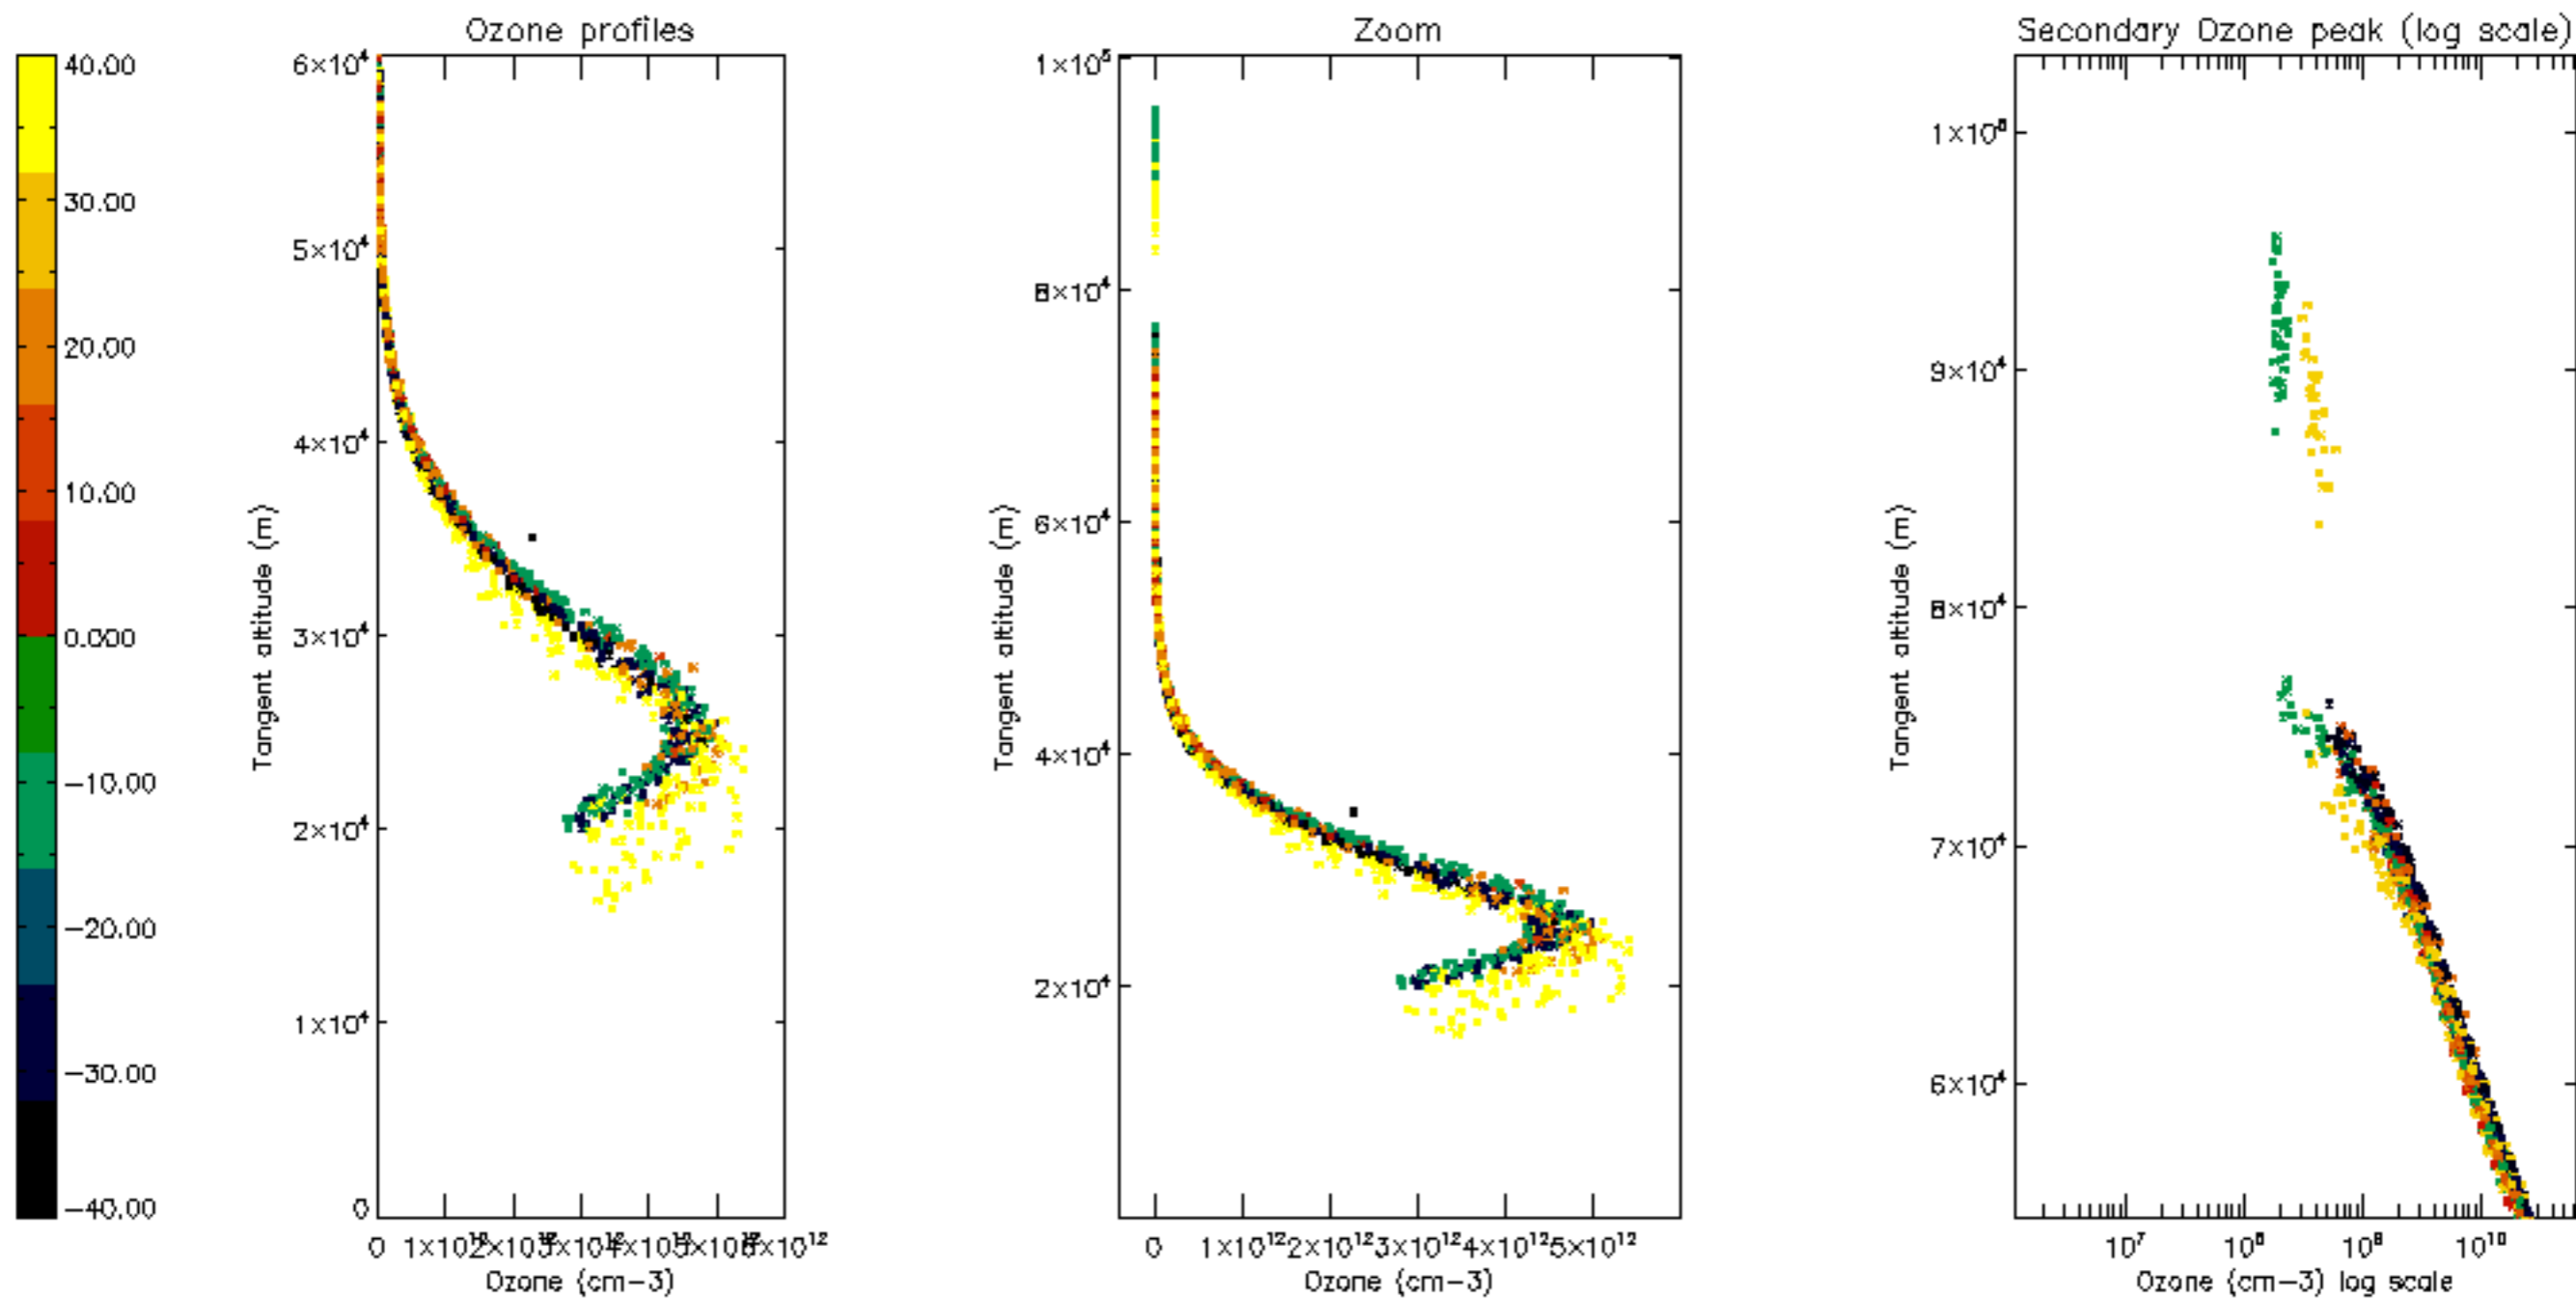 Ozone profiles
Zoom
Secondary Ozone peak (log scale)
40.00
30.00
20.00
10.00
-10.00
-20.00
-30.00
-40.00
Tangent altitude (m)
6×10⁴
5×10⁴
4×10⁴
3×10⁴
2×10⁴
1×10⁴
0
0
Ozone (cm-3)
Tangent altitude (m)
1×10⁵
8×10⁴
6×10⁴
4×10⁴
2×10⁴
0 1×10¹² 2×10¹² 3×10¹² 4×10¹² 5×10¹²
Ozone (cm-3)
Tangent altitude (m)
9×10⁴
8×10⁴
7×10⁴
6×10⁴
10⁷ 10⁸ 10⁹ 10¹⁰
Ozone (cm-3) log scale